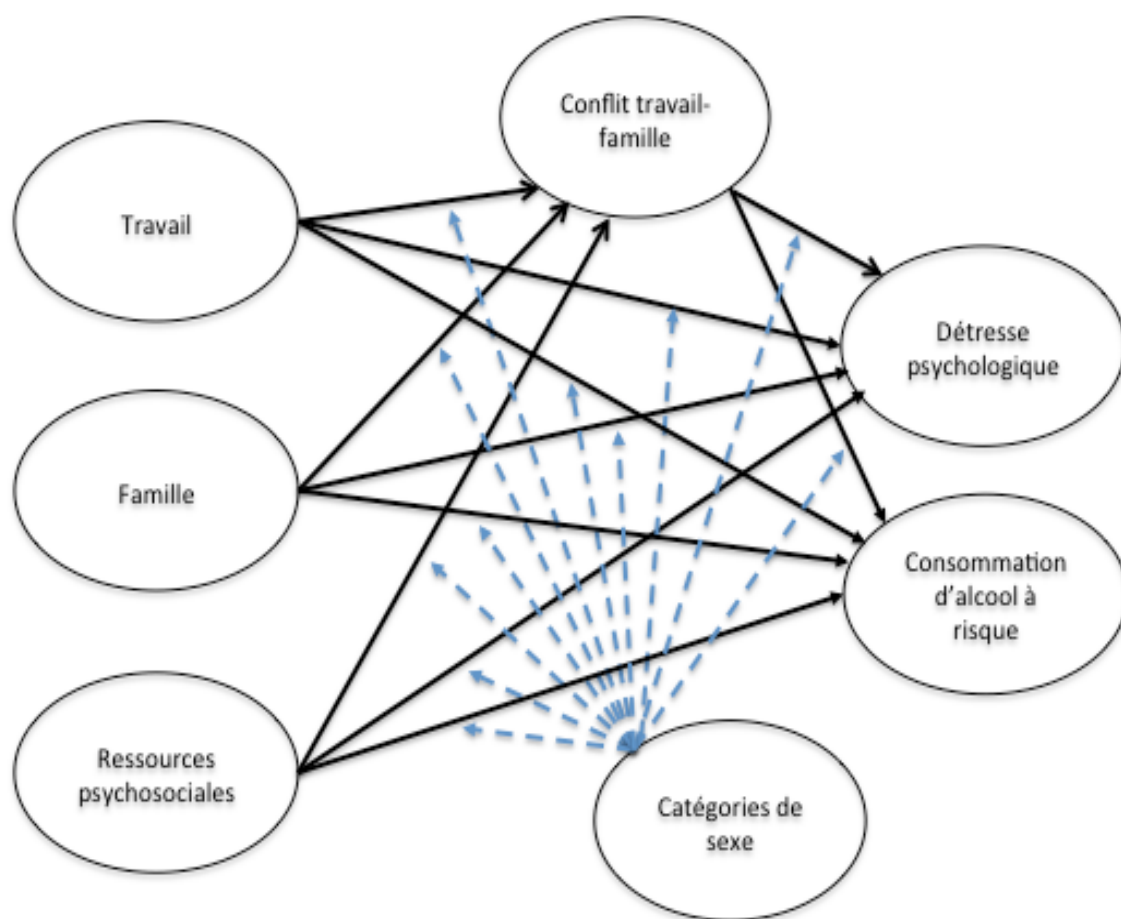 Conflit travail-
famille
Travail
Détresse
psychologique
Famille
Consommation
d'alcool à
risque
Ressources
psychosociales
Catégories de
sexe